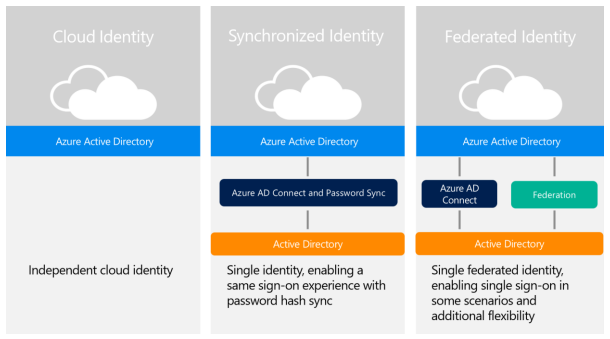 Cloud Identity
Azure Active Directory
Independent cloud identity
Synchronized Identity
Azure Active Directory
Azure AD Connect and Password Sync
Active Directory
Single identity, enabling a
same sign-on experience with
password hash sync
Federated Identity
Azure Active Directory
Azure AD
Connect
Federation
Active Directory
Single federated identity,
enabling single sign-on in
some scenarios and
additional flexibility